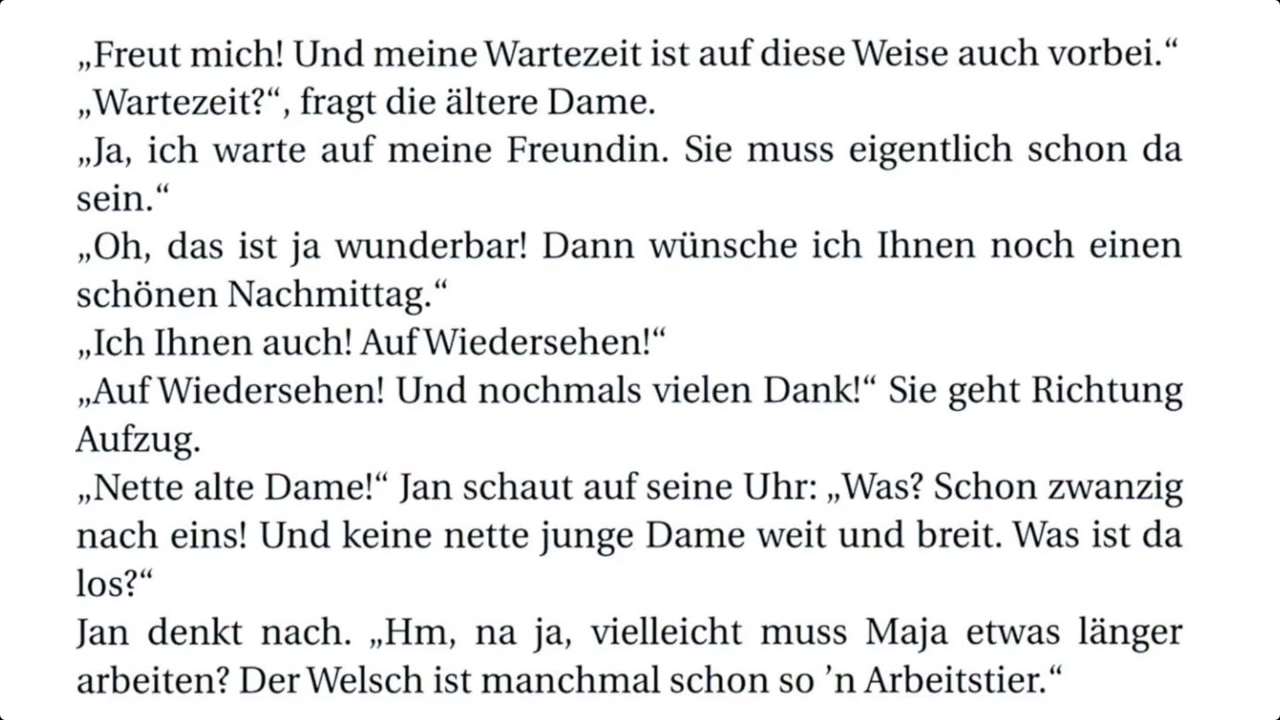 „Freut mich! Und meine Wartezeit ist auf diese Weise auch vorbei.“
„Wartezeit?“, fragt die ältere Dame.
„Ja, ich warte auf meine Freundin. Sie muss eigentlich schon da
sein.“
„Oh, das ist ja wunderbar! Dann wünsche ich Ihnen noch einen
schönen Nachmittag.“
„Ich Ihnen auch! Auf Wiedersehen!“
„Auf Wiedersehen! Und nochmals vielen Dank!“ Sie geht Richtung
Aufzug.
„Nette alte Dame!“ Jan schaut auf seine Uhr: „Was? Schon zwanzig
nach eins! Und keine nette junge Dame weit und breit. Was ist da
los?“
Jan denkt nach. „Hm, na ja, vielleicht muss Maja etwas länger
arbeiten? Der Welsch ist manchmal schon so ’n Arbeitstier.“